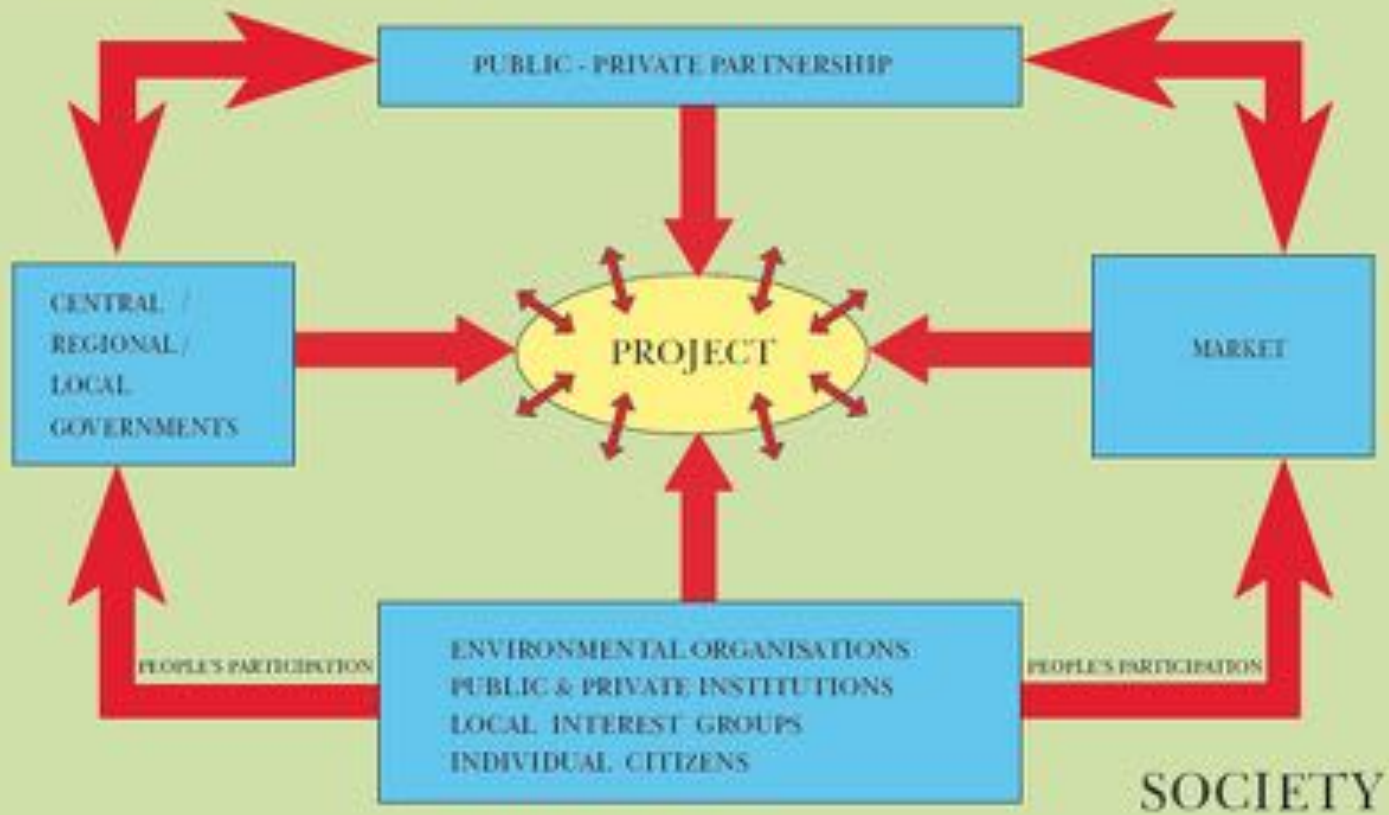 PUBLIC - PRIVATE PARTNERSHIP
CENTRAL /
REGIONAL /
LOCAL
GOVERNMENTS
PROJECT
MARKET
PEOPLE'S PARTICIPATION
ENVIRONMENTAL ORGANISATIONS
PUBLIC & PRIVATE INSTITUTIONS
LOCAL INTEREST GROUPS
INDIVIDUAL CITIZENS
PEOPLE'S PARTICIPATION
SOCIETY